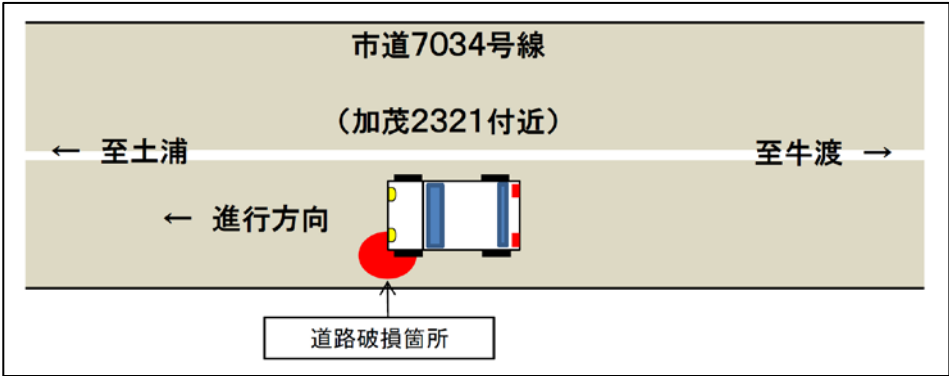 市道7034号線
（加茂2321付近）
← 至土浦
至牛渡 →
← 進行方向
道路破損箇所